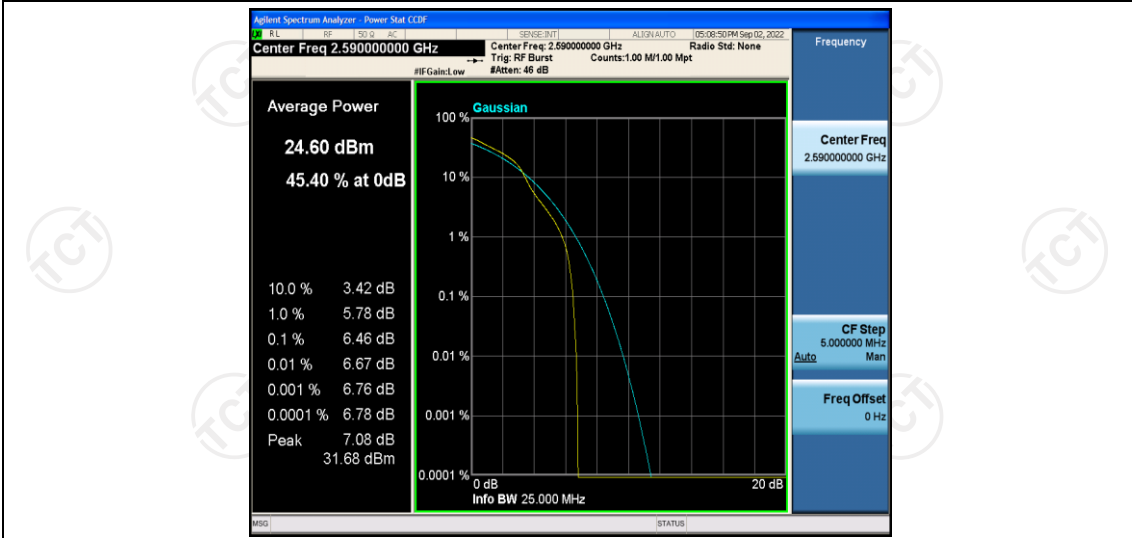 Agilent Spectrum Analyzer - Power Stat CCDF
LXI RL RF 50 Ω AC SENSE:INT ALIGN AUTO 05:08:50 PM Sep 02, 2022
Center Freq 2.590000000 GHz
Center Freq: 2.590000000 GHz Radio Std: None
Trig: RF Burst Counts:1.00 M/1.00 Mpt
#IFGain:Low #Atten: 46 dB
Frequency
Average Power
24.60 dBm
45.40 % at 0dB
10.0 % 3.42 dB
1.0 % 5.78 dB
0.1 % 6.46 dB
0.01 % 6.67 dB
0.001 % 6.76 dB
0.0001 % 6.78 dB
Peak 7.08 dB
31.68 dBm
Gaussian
100 %
10 %
1 %
0.1 %
0.01 %
0.001 %
0.0001 %
0 dB 20 dB
Info BW 25.000 MHz
Center Freq
2.590000000 GHz
CF Step
5.000000 MHz
Auto Man
Freq Offset
0 Hz
MSG STATUS
TCT
TCT
TCT
TCT
TCT
TCT